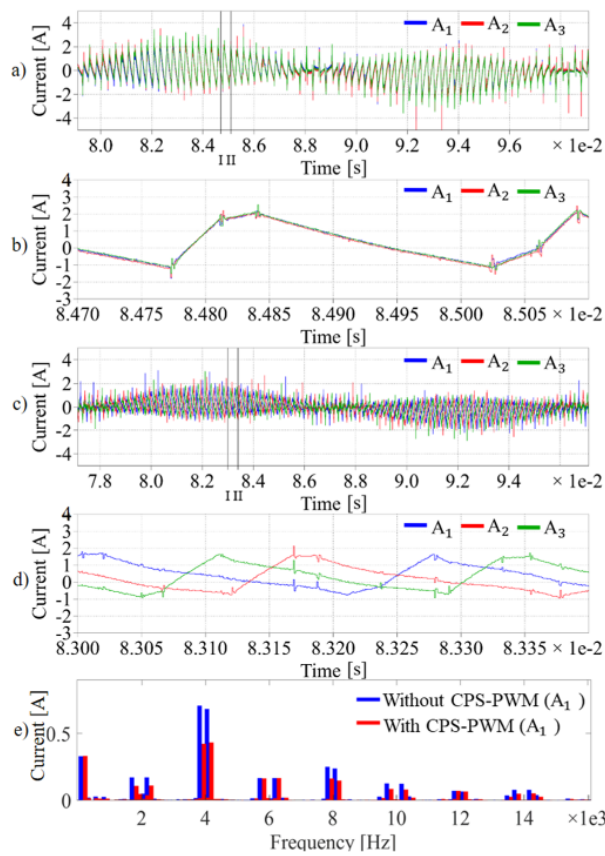 A₁ A₂ A₃
a)
Current [A]
4
2
0
-2
-4
8.0 8.2 8.4 8.6 8.8 9.0 9.2 9.4 9.6
I II
Time [s]
× 1e-2
A₁ A₂ A₃
b)
Current [A]
4
3
2
1
0
-1
-2
-3
8.470 8.475 8.480 8.485 8.490 8.495 8.500 8.505 × 1e-2
Time [s]
A₁ A₂ A₃
c)
Current [A]
4
2
0
-2
-4
7.8 8.0 8.2 8.4 8.6 8.8 9.0 9.2 9.4
I II
Time [s]
× 1e-2
A₁ A₂ A₃
d)
Current [A]
4
3
2
1
0
-1
-2
-3
8.300 8.305 8.310 8.315 8.320 8.325 8.330 8.335 × 1e-2
Time [s]
e)
Current [A]
0.5
0
Without CPS-PWM (A₁ )
With CPS-PWM (A₁ )
2 4 6 8 10 12 14 ×1e3
Frequency [Hz]